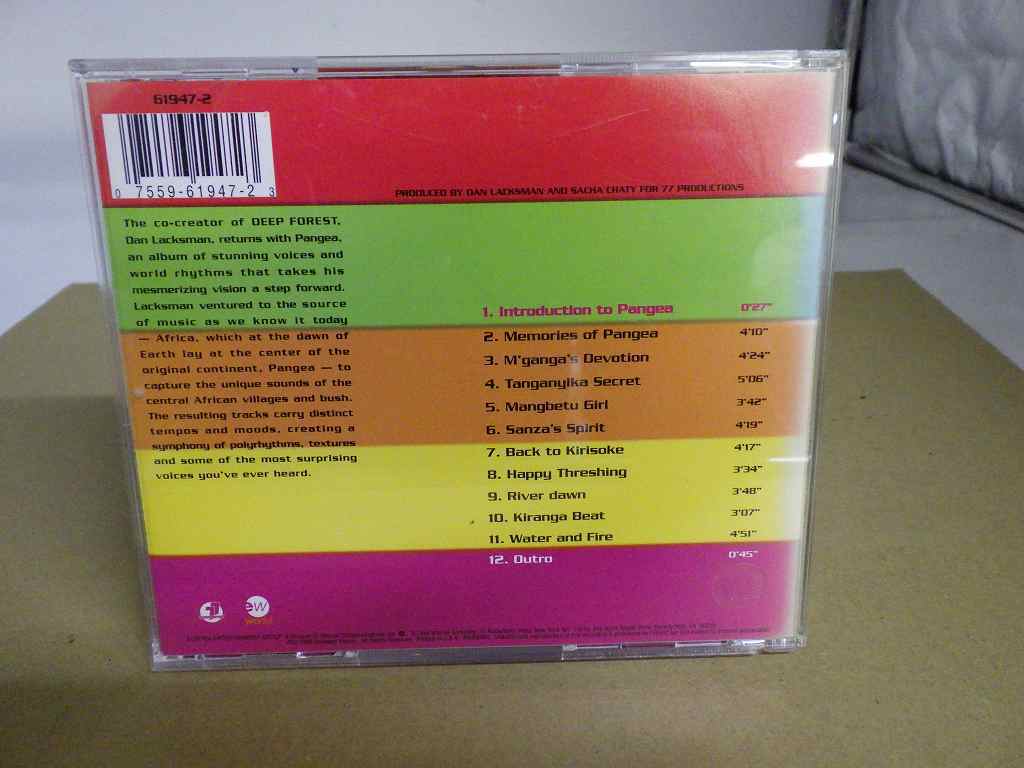 61947-2
0 7559-61947-2 3
PRODUCED BY DAN LACKSMAN AND SACHA CHATY FOR 77 PRODUCTIONS
The co-creator of DEEP FOREST,
Dan Lacksman, returns with Pangea,
an album of stunning voices and
world rhythms that takes his
mesmerizing vision a step forward.
Lacksman ventured to the source
of music as we know it today
— Africa, which at the dawn of
Earth lay at the center of the
original continent, Pangea — to
capture the unique sounds of the
central African villages and bush.
The resulting tracks carry distinct
tempos and moods, creating a
symphony of polyrhythms, textures
and some of the most surprising
voices you've ever heard.
1. Introduction to Pangea 0'27"
2. Memories of Pangea 4'10"
3. M'ganga's Devotion 4'24"
4. Tanganyika Secret 5'06"
5. Mangbetu Girl 3'42"
6. Sanza's Spirit 4'19"
7. Back to Kirisoke 4'17"
8. Happy Threshing 3'34"
9. River dawn 3'48"
10. Kiranga Beat 3'07"
11. Water and Fire 4'51"
12. Outro 0'45"
ew
world